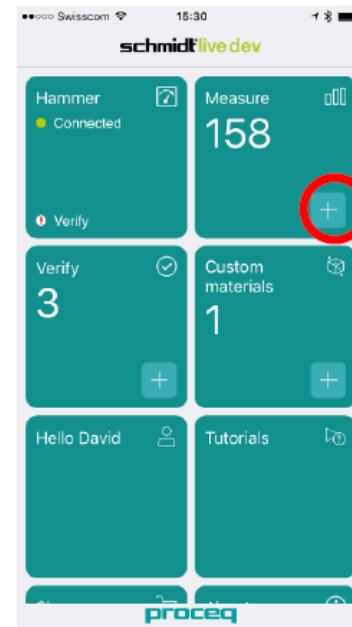 Swisscom 15:30
schmidt live dev
Hammer
Connected
Verify
Measure
158
+
Verify
3
+
Custom
materials
1
+
Hello David
Tutorials
proceq